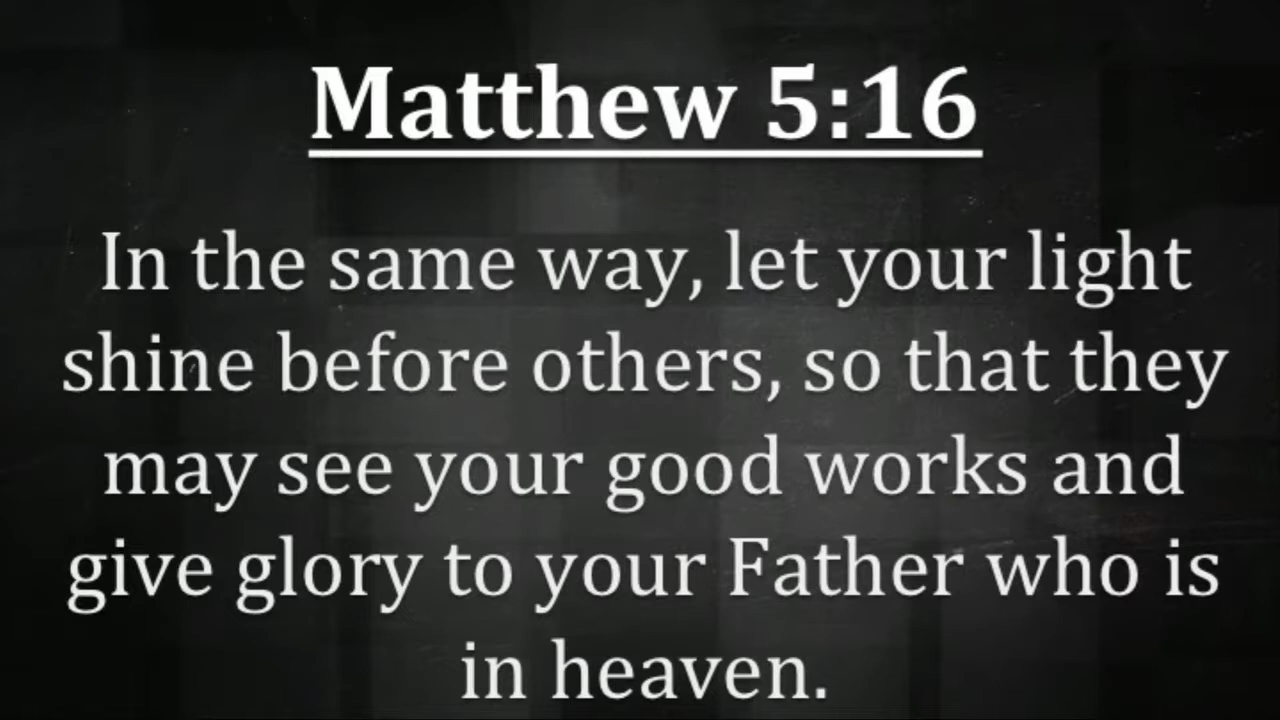 Matthew 5:16
In the same way, let your light
shine before others, so that they
may see your good works and
give glory to your Father who is
in heaven.